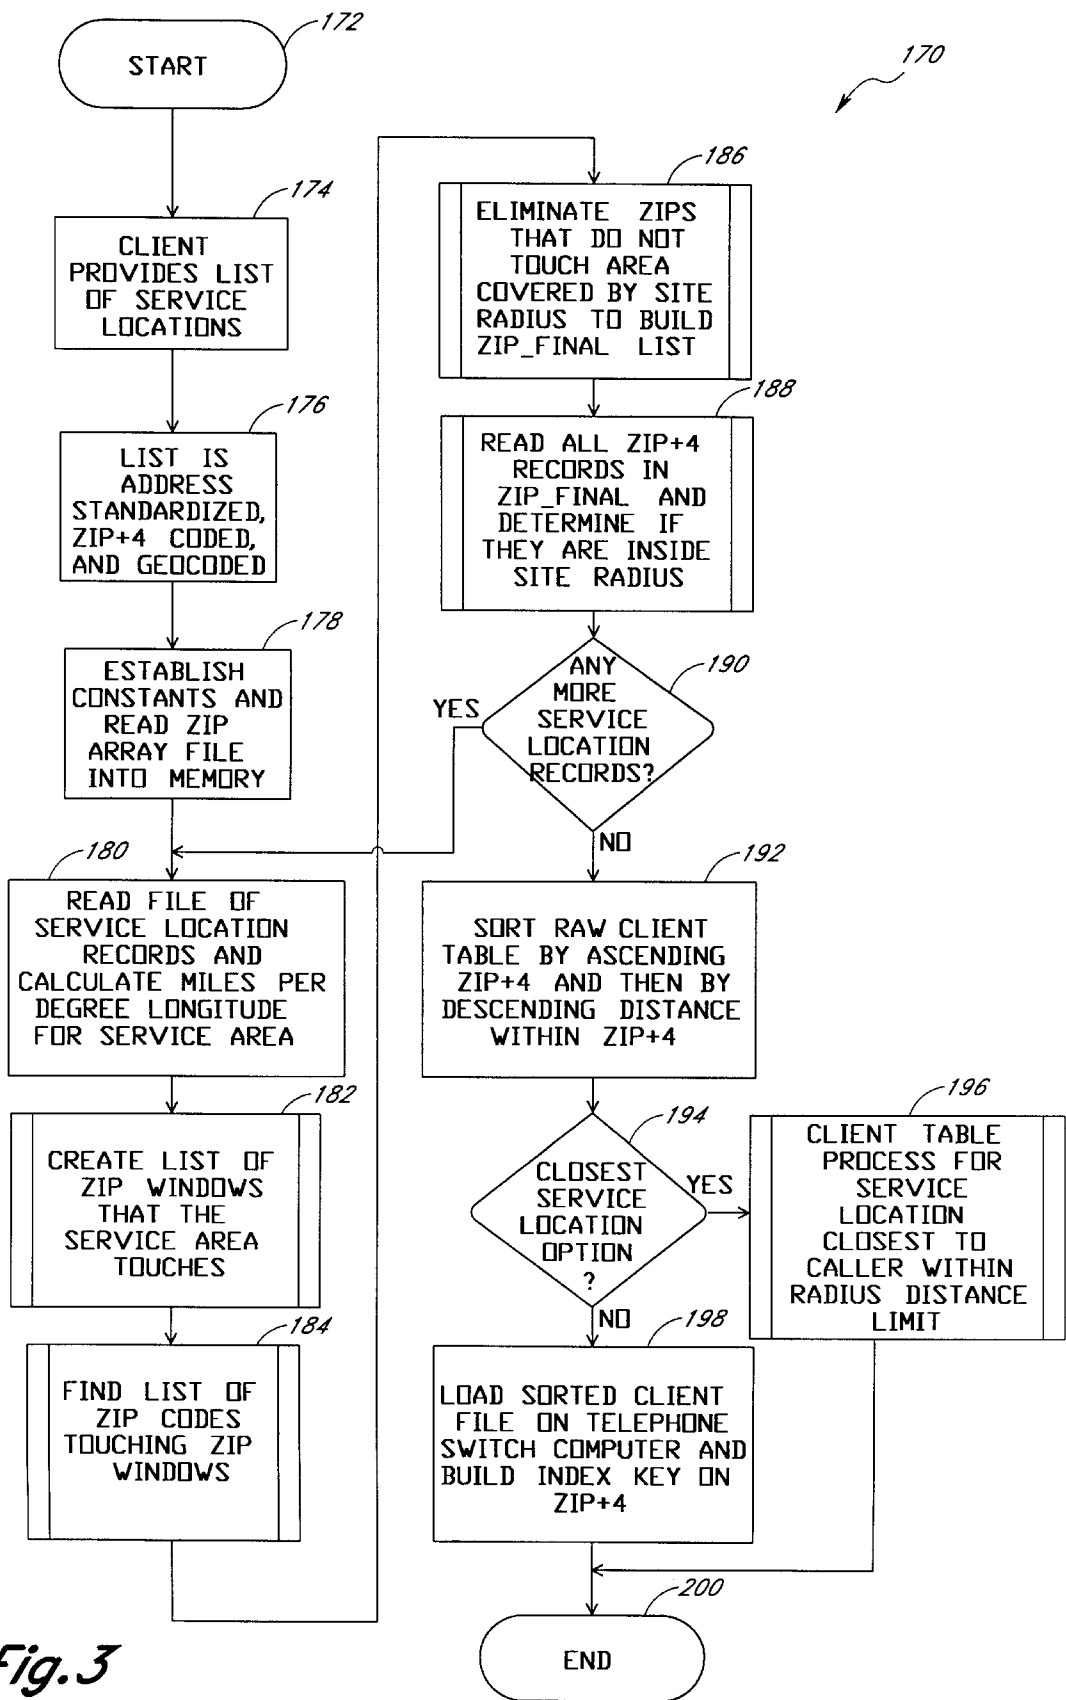 172
START
170
174
CLIENT
PROVIDES LIST
OF SERVICE
LOCATIONS
176
LIST IS
ADDRESS
STANDARDIZED,
ZIP+4 CODED,
AND GEOCODED
178
ESTABLISH
CONSTANTS AND
READ ZIP
ARRAY FILE
INTO MEMORY
180
READ FILE OF
SERVICE LOCATION
RECORDS AND
CALCULATE MILES PER
DEGREE LONGITUDE
FOR SERVICE AREA
182
CREATE LIST OF
ZIP WINDOWS
THAT THE
SERVICE AREA
TOUCHES
184
FIND LIST OF
ZIP CODES
TOUCHING ZIP
WINDOWS
186
ELIMINATE ZIPS
THAT DO NOT
TOUCH AREA
COVERED BY SITE
RADIUS TO BUILD
ZIP_FINAL LIST
188
READ ALL ZIP+4
RECORDS IN
ZIP_FINAL AND
DETERMINE IF
THEY ARE INSIDE
SITE RADIUS
190
ANY
MORE
SERVICE
LOCATION
RECORDS?
YES
NO
192
SORT RAW CLIENT
TABLE BY ASCENDING
ZIP+4 AND THEN BY
DESCENDING DISTANCE
WITHIN ZIP+4
194
CLOSEST
SERVICE
LOCATION
OPTION
?
YES
NO
196
CLIENT TABLE
PROCESS FOR
SERVICE
LOCATION
CLOSEST TO
CALLER WITHIN
RADIUS DISTANCE
LIMIT
198
LOAD SORTED CLIENT
FILE ON TELEPHONE
SWITCH COMPUTER AND
BUILD INDEX KEY ON
ZIP+4
200
END
Fig.3